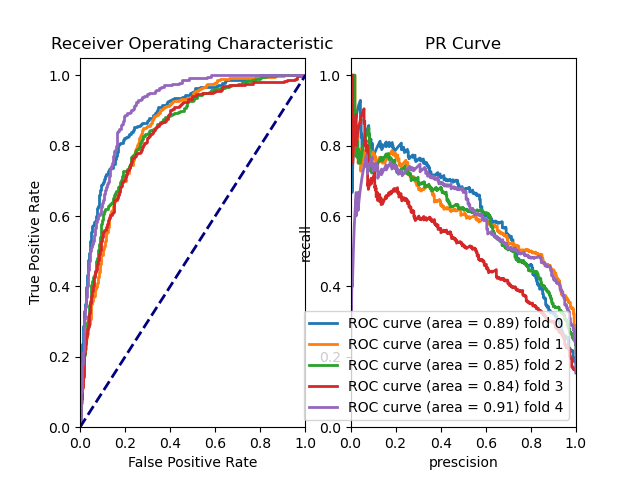 Receiver Operating Characteristic
PR Curve
True Positive Rate
1.0
0.8
0.6
0.4
0.2
0.0
0.0 0.2 0.4 0.6 0.8 1.0
False Positive Rate
recall
1.0
0.8
0.6
0.4
0.2
0.0
0.0 0.2 0.4 0.6 0.8 1.0
prescision
ROC curve (area = 0.89) fold 0
ROC curve (area = 0.85) fold 1
ROC curve (area = 0.85) fold 2
ROC curve (area = 0.84) fold 3
ROC curve (area = 0.91) fold 4